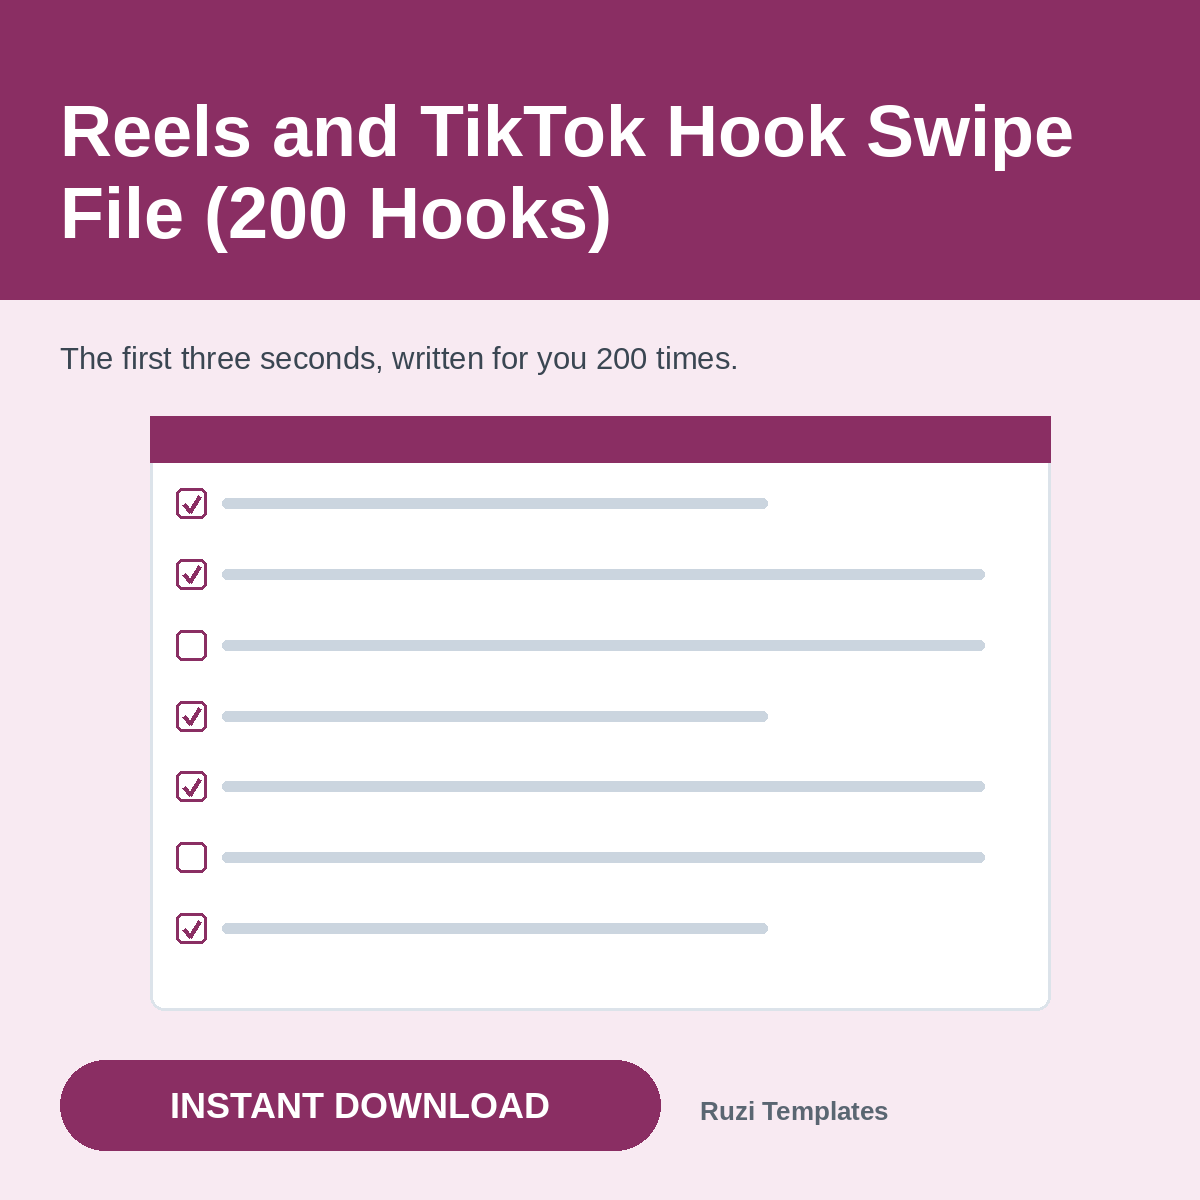 Reels and TikTok Hook Swipe
File (200 Hooks)
The first three seconds, written for you 200 times.
INSTANT DOWNLOAD
Ruzi Templates